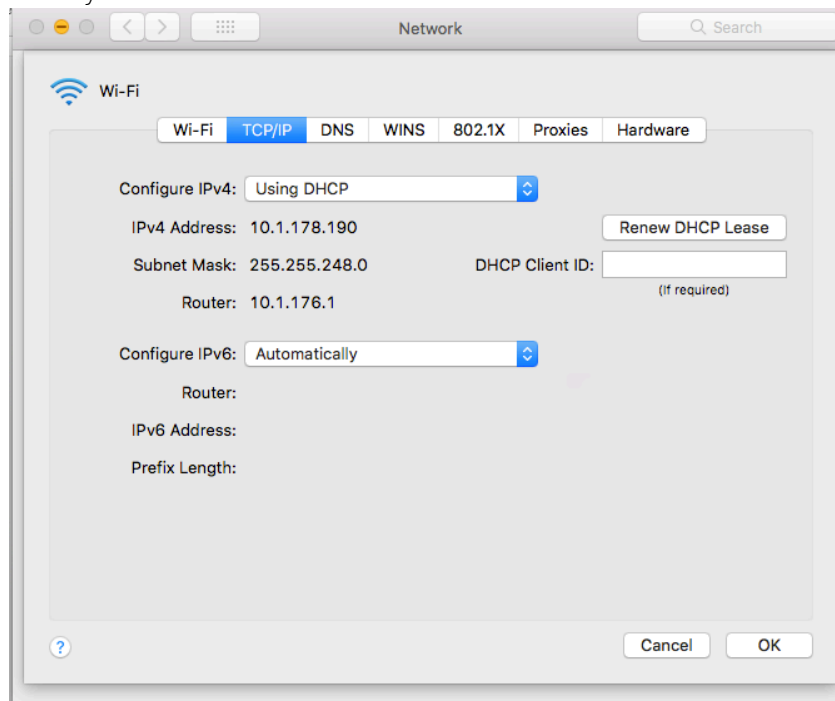 Network
Search
Wi-Fi
Wi-Fi TCP/IP DNS WINS 802.1X Proxies Hardware
Configure IPv4: Using DHCP
IPv4 Address: 10.1.178.190 Renew DHCP Lease
Subnet Mask: 255.255.248.0 DHCP Client ID:
(If required)
Router: 10.1.176.1
Configure IPv6: Automatically
Router:
IPv6 Address:
Prefix Length:
? Cancel OK